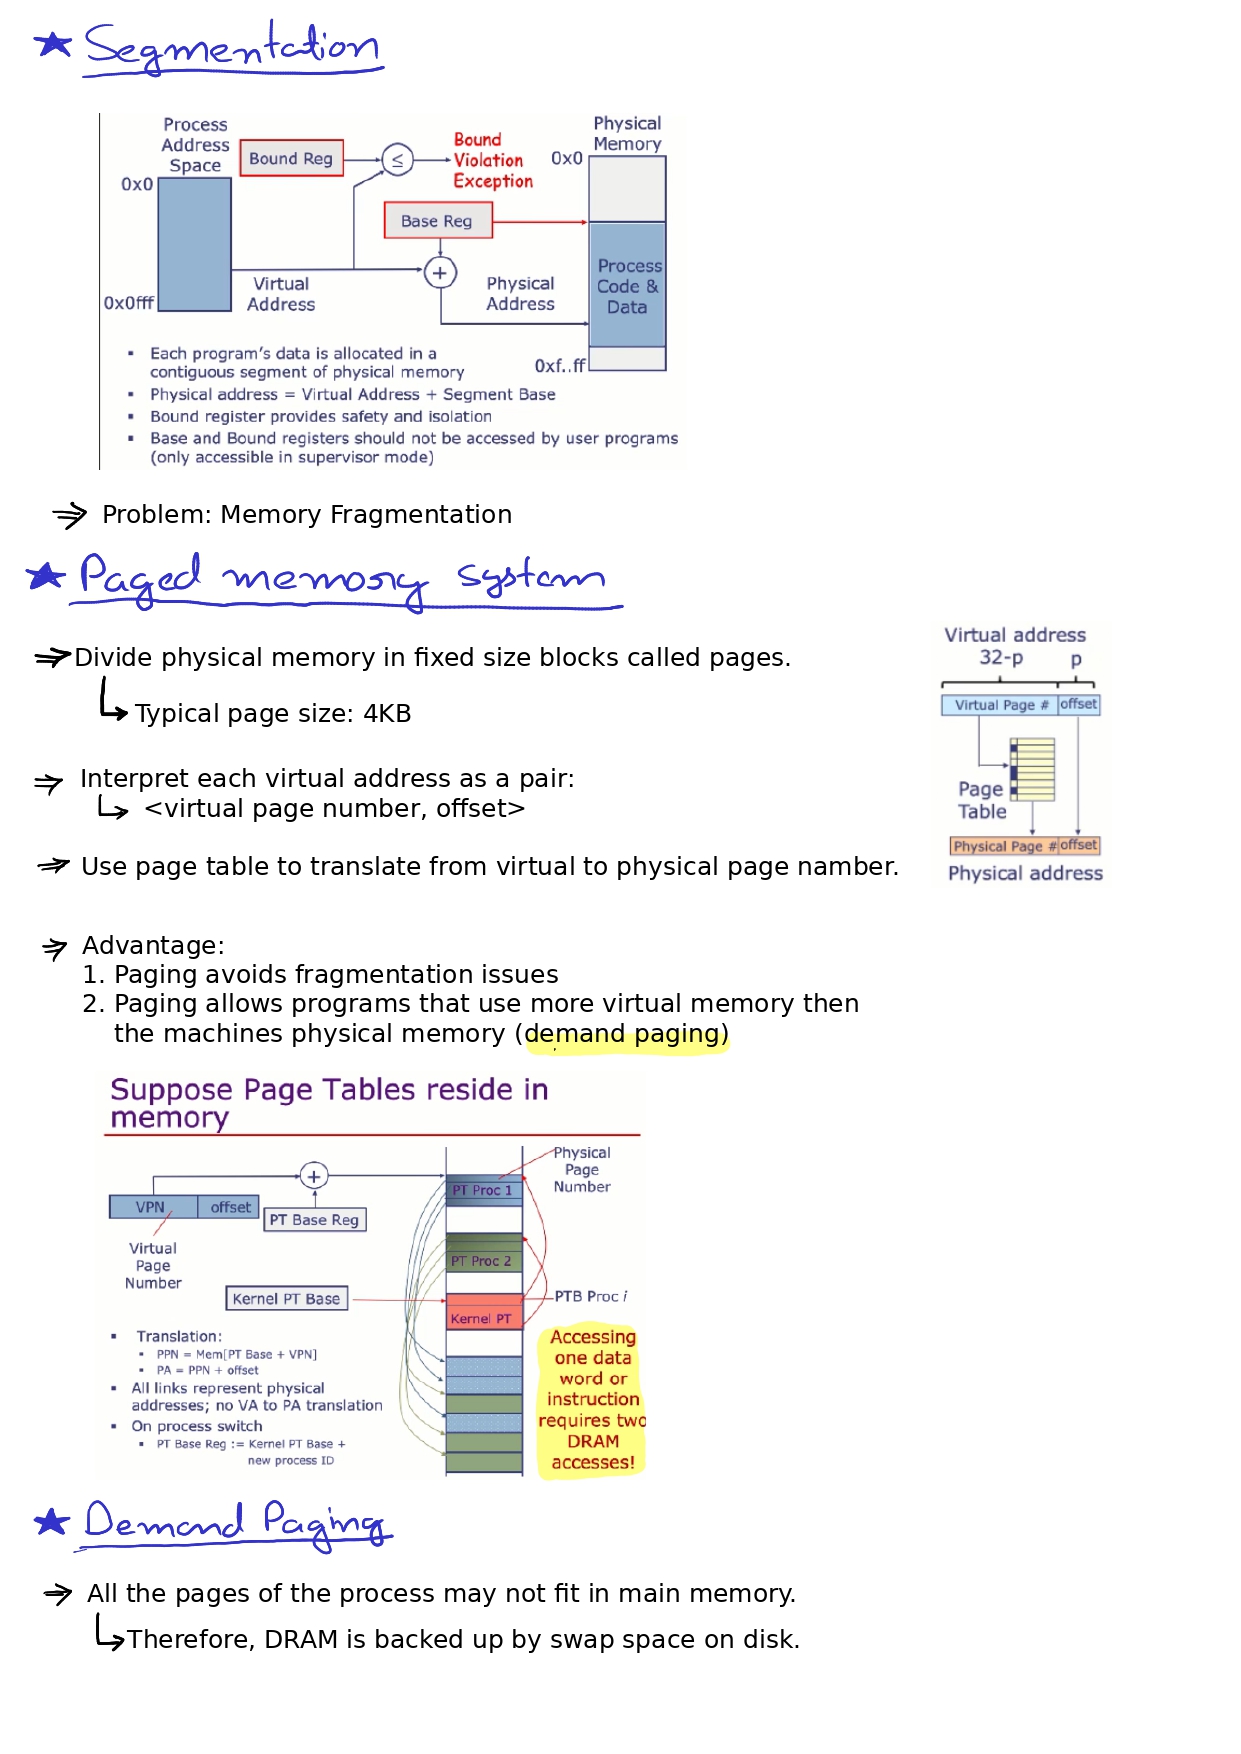 ★ Segmentation
Process
Address
Space
0x0
0x0fff
Bound Reg
≤
Bound
Violation
Exception
Base Reg
+
Virtual
Address
Physical
Address
Physical
Memory
0x0
Process
Code &
Data
0xf..ff
▪ Each program's data is allocated in a
contiguous segment of physical memory
▪ Physical address = Virtual Address + Segment Base
▪ Bound register provides safety and isolation
▪ Base and Bound registers should not be accessed by user programs
(only accessible in supervisor mode)
⇒ Problem: Memory Fragmentation
★ Paged memory system
⇒ Divide physical memory in fixed size blocks called pages.
↳ Typical page size: 4KB
⇒ Interpret each virtual address as a pair:
↳ <virtual page number, offset>
⇒ Use page table to translate from virtual to physical page namber.
Virtual address
32-p p
Virtual Page # offset
Page
Table
Physical Page # offset
Physical address
⇒ Advantage:
1. Paging avoids fragmentation issues
2. Paging allows programs that use more virtual memory then
the machines physical memory (demand paging)
Suppose Page Tables reside in
memory
+
VPN offset
PT Base Reg
Virtual
Page
Number
Kernel PT Base
PT Proc 1
PT Proc 2
Kernel PT
Physical
Page
Number
PTB Proc i
▪ Translation:
▪ PPN = Mem[PT Base + VPN]
▪ PA = PPN + offset
▪ All links represent physical
addresses; no VA to PA translation
▪ On process switch
▪ PT Base Reg := Kernel PT Base +
new process ID
Accessing
one data
word or
instruction
requires two
DRAM
accesses!
★ Demand Paging
→ All the pages of the process may not fit in main memory.
↳ Therefore, DRAM is backed up by swap space on disk.